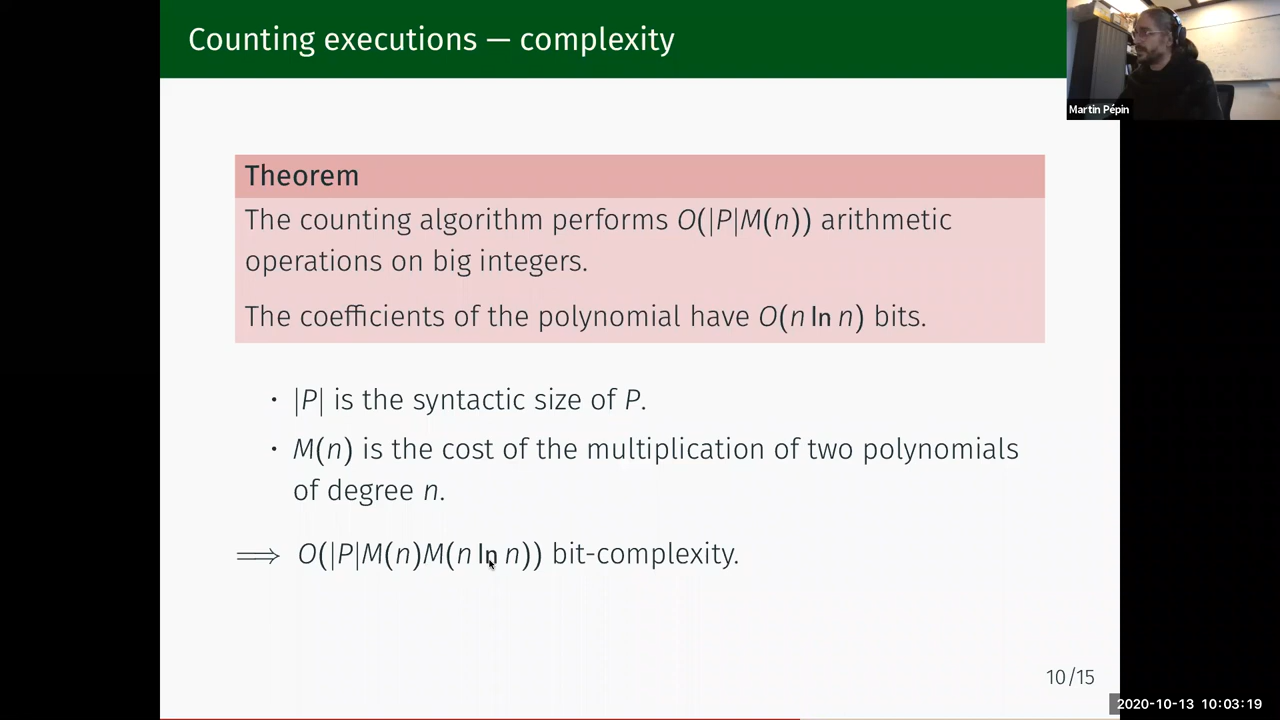 Counting executions — complexity
Martin Pépin
Theorem
The counting algorithm performs O(|P|M(n)) arithmetic
operations on big integers.
The coefficients of the polynomial have O(n ln n) bits.
• |P| is the syntactic size of P.
• M(n) is the cost of the multiplication of two polynomials
of degree n.
⟹ O(|P|M(n)M(n ln n)) bit-complexity.
10/15
2020-10-13 10:03:19